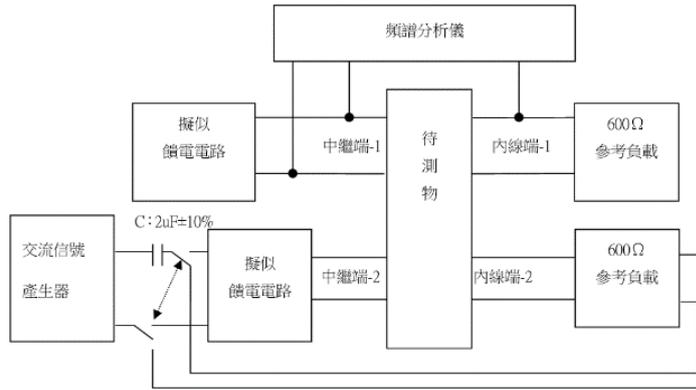 頻譜分析儀
擬似
饋電電路
中繼端-1
待
測
物
內線端-1
600Ω
參考負載
C:2uF±10%
交流信號
產生器
擬似
饋電電路
中繼端-2
內線端-2
600Ω
參考負載